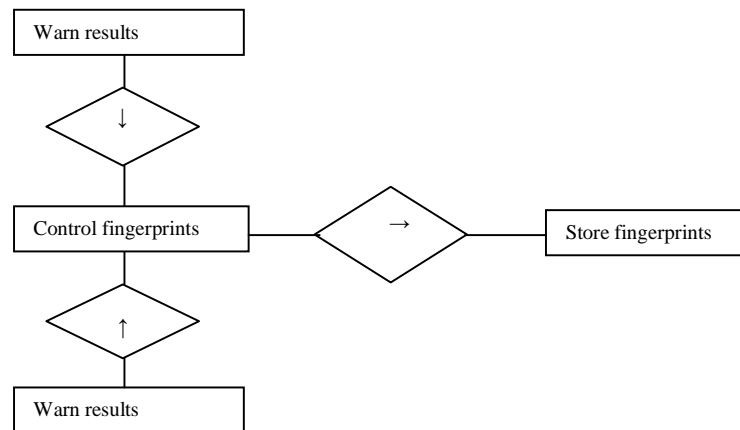 Warn results
↓
Control fingerprints
→
Store fingerprints
↑
Warn results